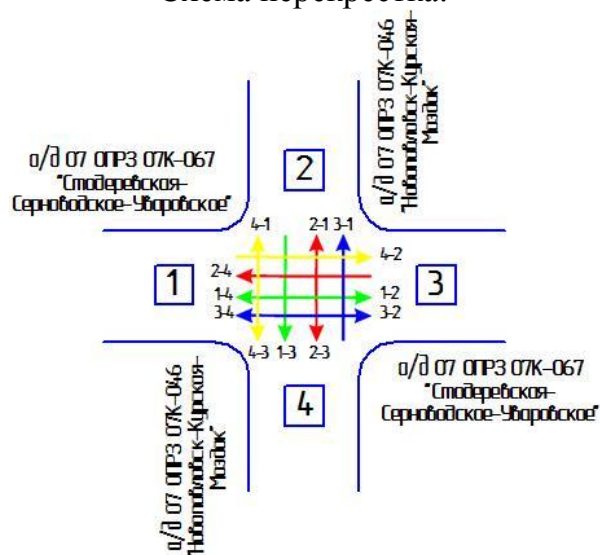 Схема перекрестка:
а/д 07 ОПРЗ 07К-046
"Новопавловск-Курская-
Моздок"
а/д 07 ОПРЗ 07К-067
"Стодеревская-
Серноводское-Уваровское"
2
4-1
2-1
3-1
4-2
1
2-4
3
1-4
1-2
3-4
3-2
4-3
1-3
2-3
4
а/д 07 ОПРЗ 07К-067
"Стодеревская-
Серноводское-Уваровское"
а/д 07 ОПРЗ 07К-046
"Новопавловск-Курская-
Моздок"